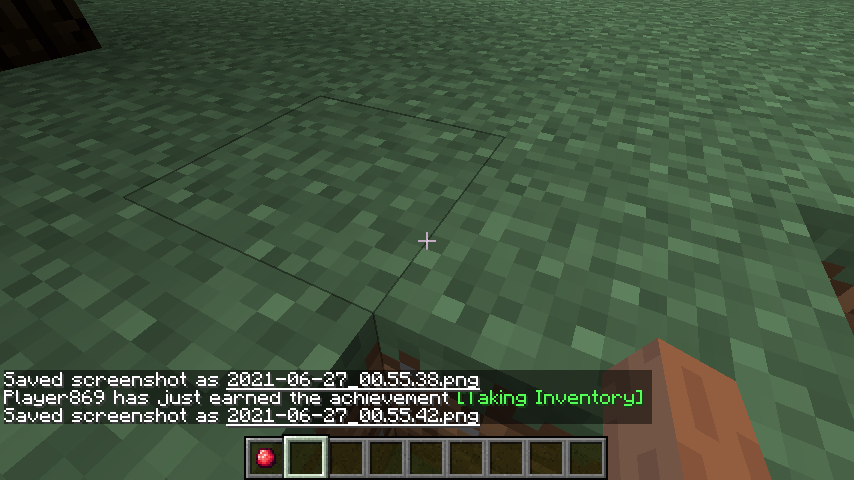 Saved screenshot as 2021-06-27_00.55.38.png
Player869 has just earned the achievement [Taking Inventory]
Saved screenshot as 2021-06-27_00.55.42.png